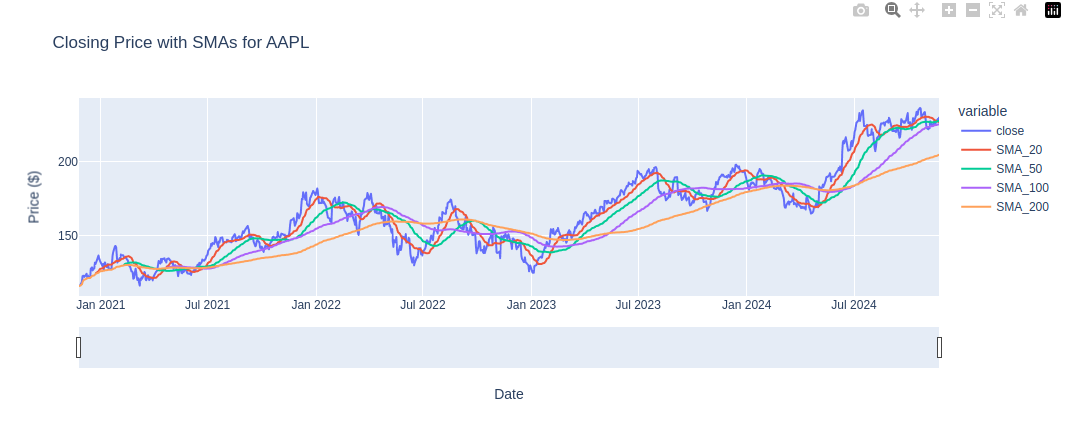 Closing Price with SMAs for AAPL
variable
close
SMA_20
SMA_50
SMA_100
SMA_200
Price ($)
200
150
Jan 2021 Jul 2021 Jan 2022 Jul 2022 Jan 2023 Jul 2023 Jan 2024 Jul 2024
Date